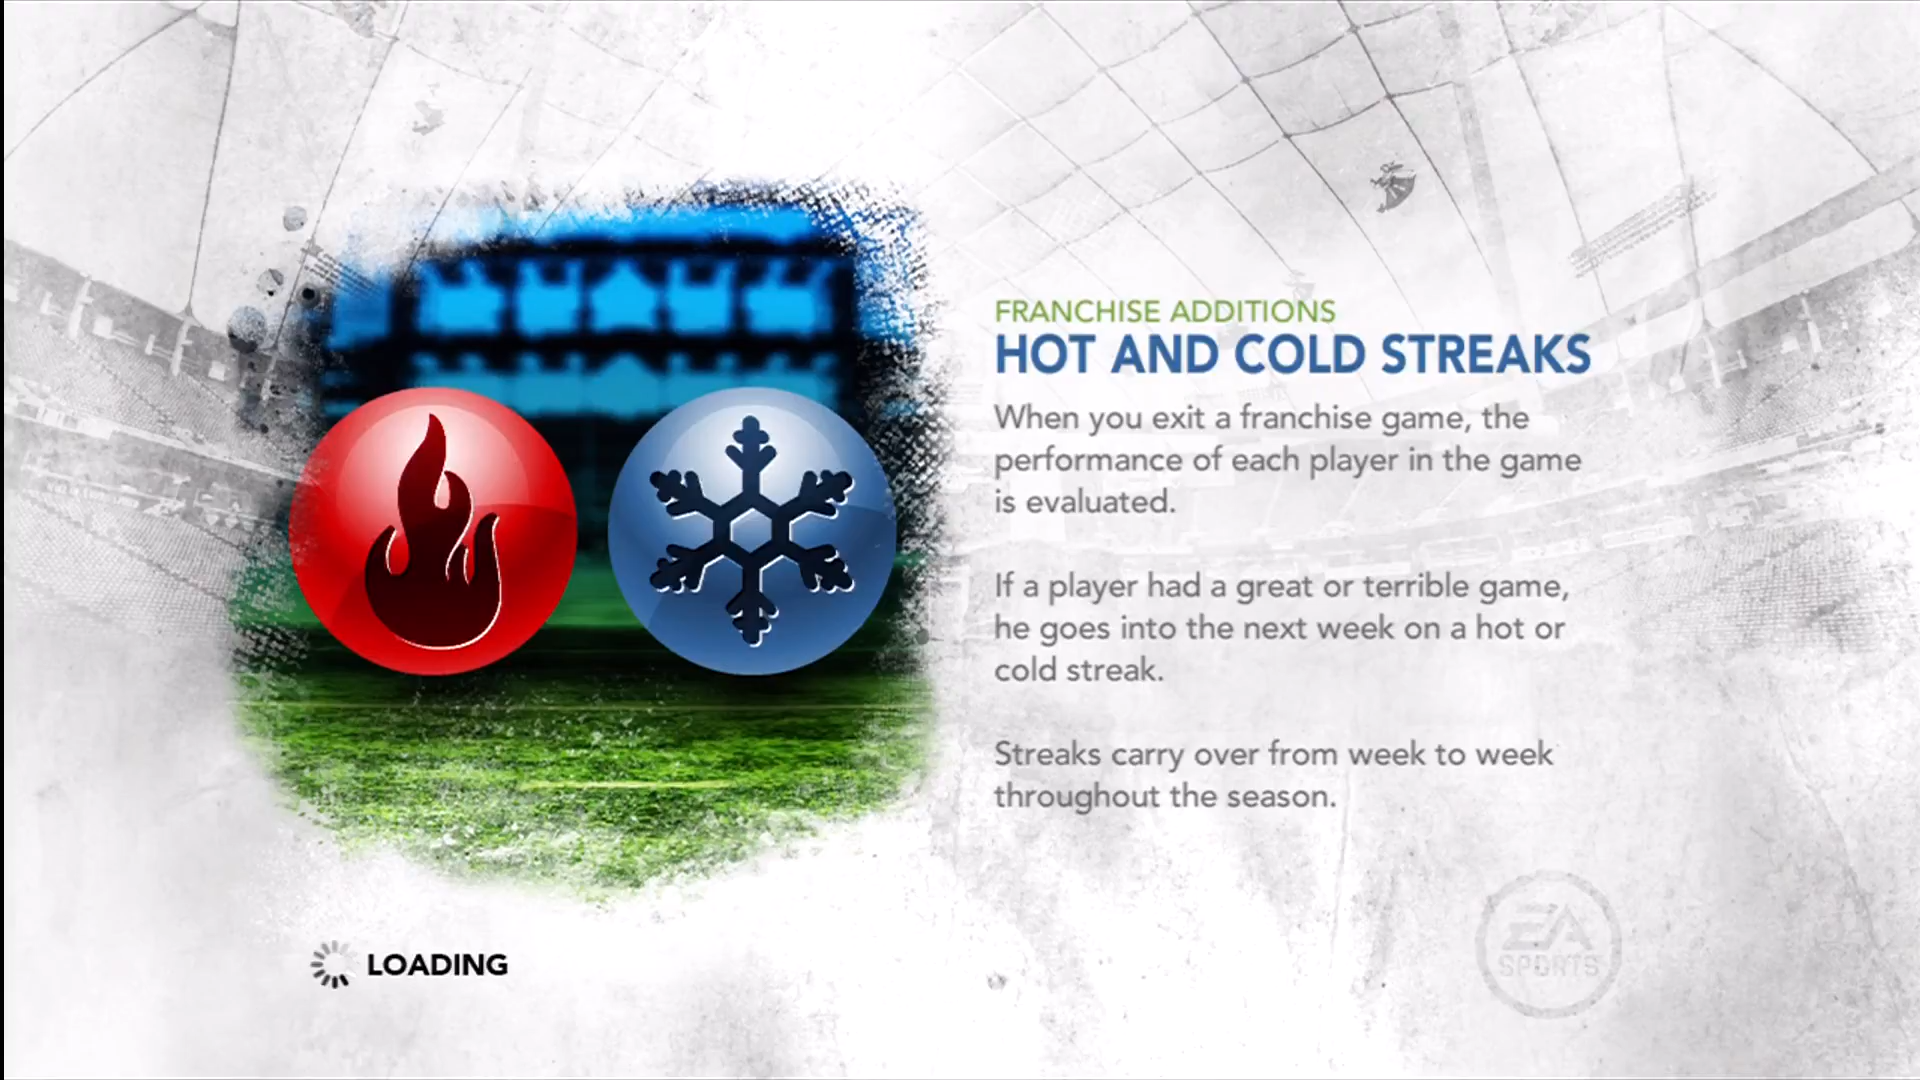 FRANCHISE ADDITIONS
HOT AND COLD STREAKS
When you exit a franchise game, the
performance of each player in the game
is evaluated.
If a player had a great or terrible game,
he goes into the next week on a hot or
cold streak.
Streaks carry over from week to week
throughout the season.
LOADING
EA
SPORTS